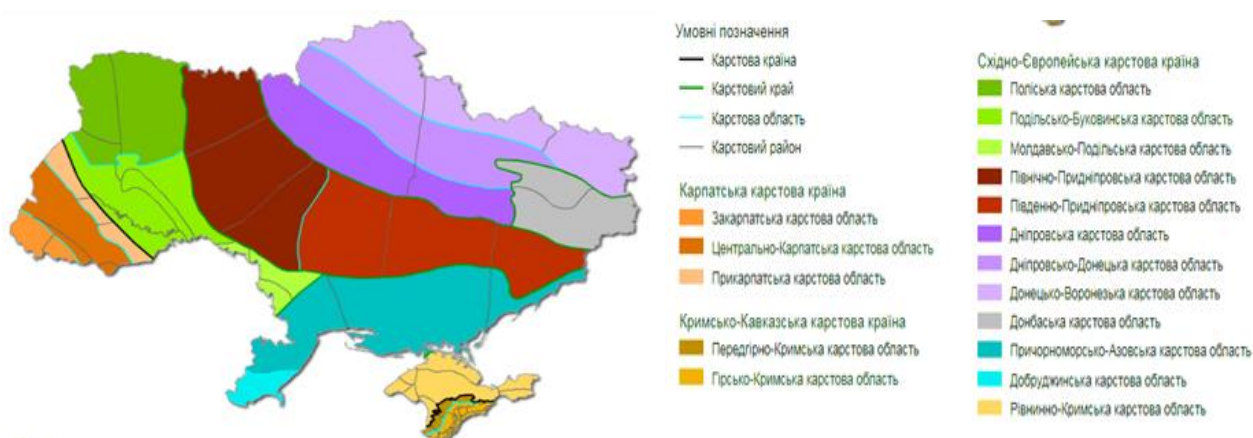 Умовні позначення
Карстова країна
Карстовий край
Карстова область
Карстовий район
Карпатська карстова країна
Закарпатська карстова область
Центрально-Карпатська карстова область
Прикарпатська карстова область
Кримсько-Кавказська карстова країна
Передгірно-Кримська карстова область
Гірсько-Кримська карстова область
Східно-Європейська карстова країна
Поліська карстова область
Подільсько-Буковинська карстова область
Молдавсько-Подільська карстова область
Північно-Придніпровська карстова область
Південно-Придніпровська карстова область
Дніпровська карстова область
Дніпровсько-Донецька карстова область
Донецько-Воронезька карстова область
Донбаська карстова область
Причорноморсько-Азовська карстова область
Добруджинська карстова область
Рівнинно-Кримська карстова область